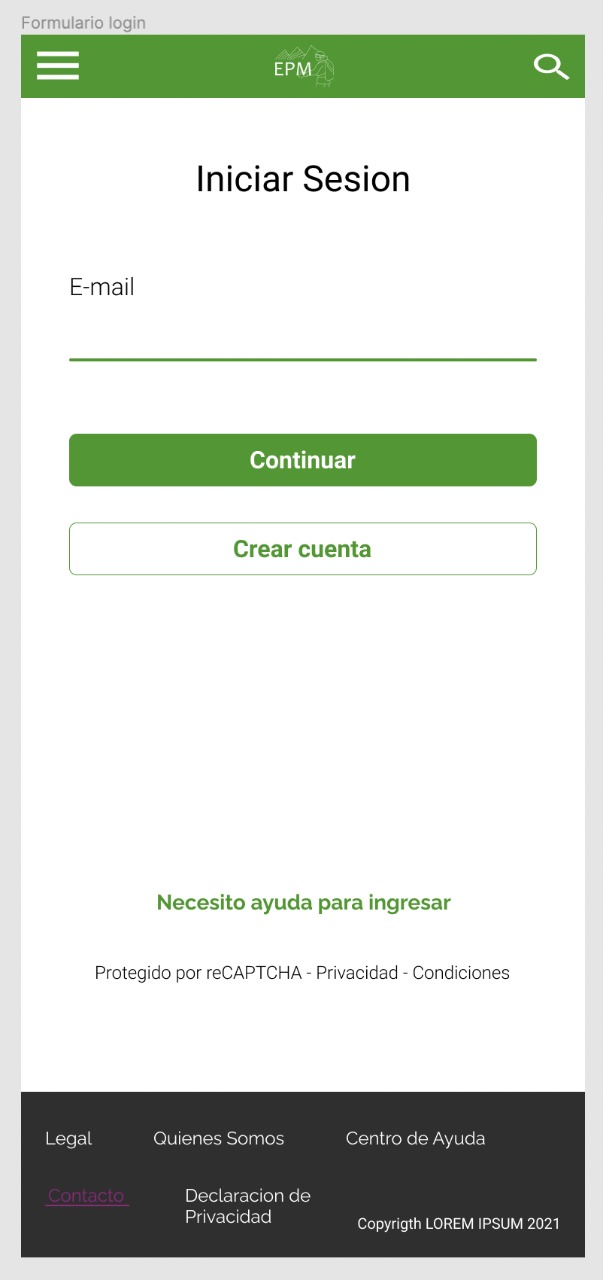 Formulario login
EPM
Iniciar Sesion
E-mail
Continuar
Crear cuenta
Necesito ayuda para ingresar
Protegido por reCAPTCHA - Privacidad - Condiciones
Legal
Quienes Somos
Centro de Ayuda
Contacto
Declaracion de
Privacidad
Copyrigth LOREM IPSUM 2021